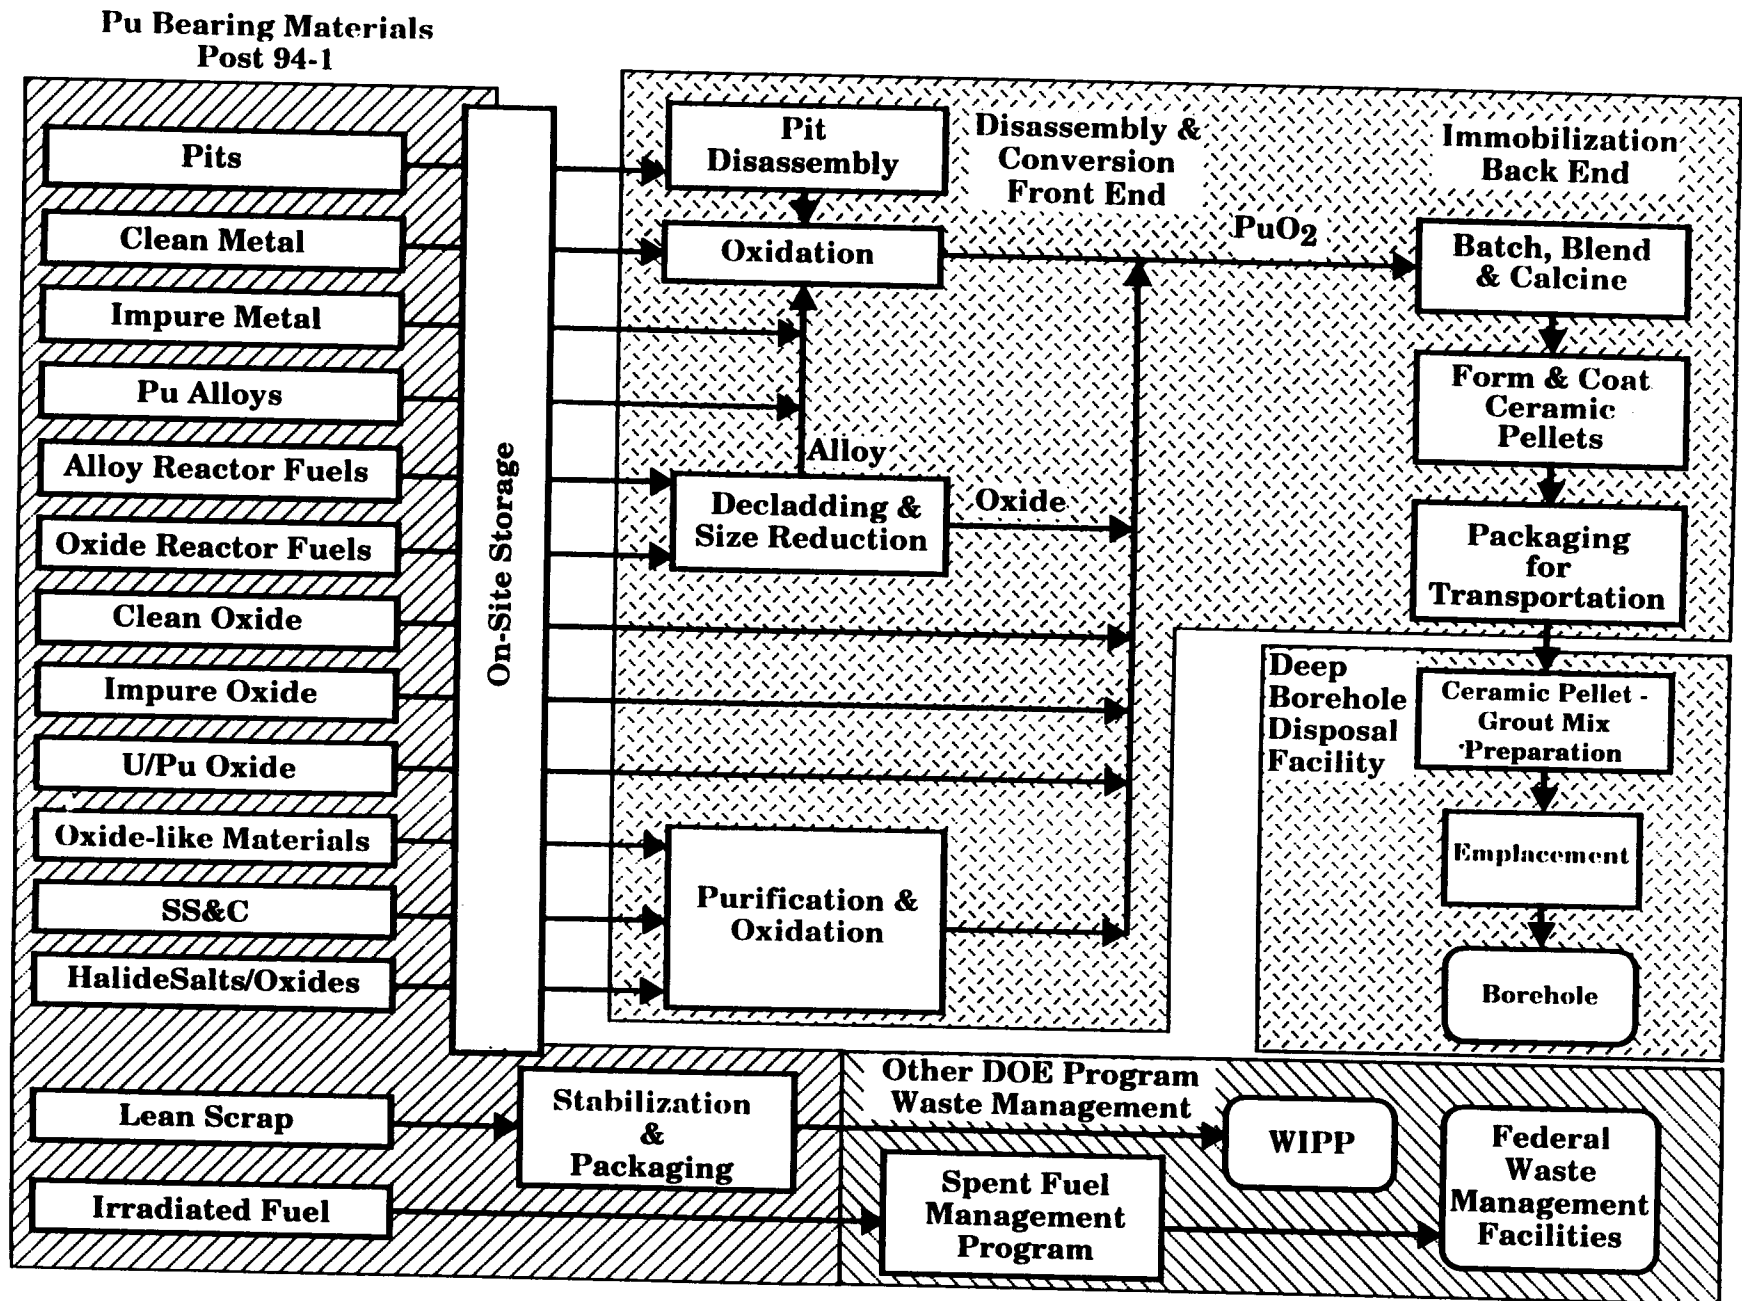 Pu Bearing Materials
Post 94-1
Pits
Clean Metal
Impure Metal
Pu Alloys
Alloy Reactor Fuels
Oxide Reactor Fuels
Clean Oxide
Impure Oxide
U/Pu Oxide
Oxide-like Materials
SS&C
HalideSalts/Oxides
Lean Scrap
Irradiated Fuel
On-Site Storage
Stabilization
&
Packaging
Pit
Disassembly
Oxidation
Alloy
Decladding &
Size Reduction
Oxide
Purification &
Oxidation
Disassembly &
Conversion
Front End
PuO2
Immobilization
Back End
Batch, Blend
& Calcine
Form & Coat
Ceramic
Pellets
Packaging
for
Transportation
Deep
Borehole
Disposal
Facility
Ceramic Pellet -
Grout Mix
Preparation
Emplacement
Borehole
Other DOE Program
Waste Management
WIPP
Spent Fuel
Management
Program
Federal
Waste
Management
Facilities